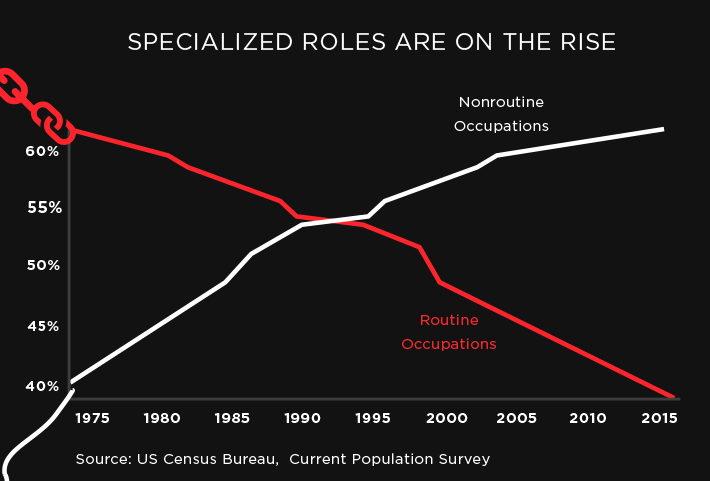 SPECIALIZED ROLES ARE ON THE RISE
Nonroutine
Occupations
60%
55%
50%
45%
40%
Routine
Occupations
1975 1980 1985 1990 1995 2000 2005 2010 2015
Source: US Census Bureau, Current Population Survey